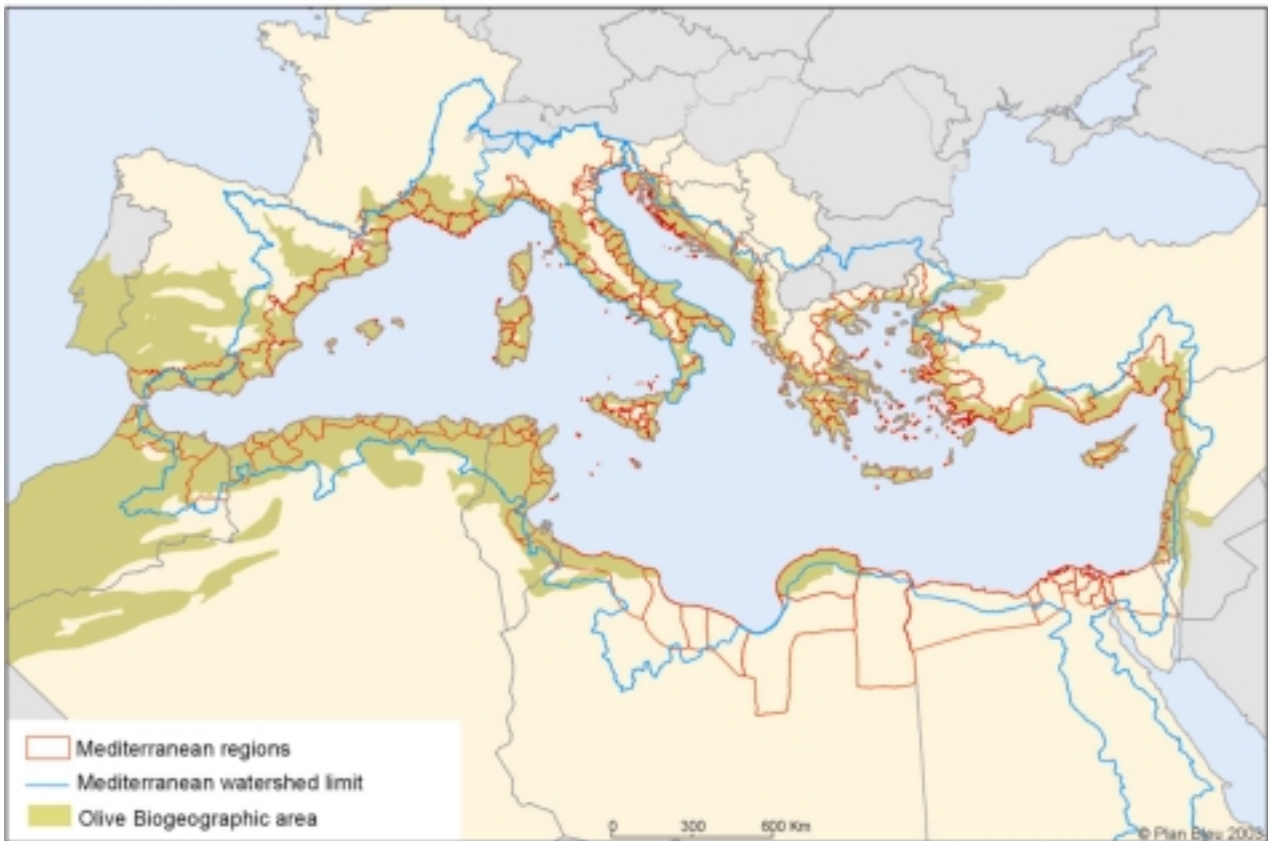 Mediterranean regions
Mediterranean watershed limit
Olive Biogeographic area
0 300 600 Km
© Plan Bleu 2003